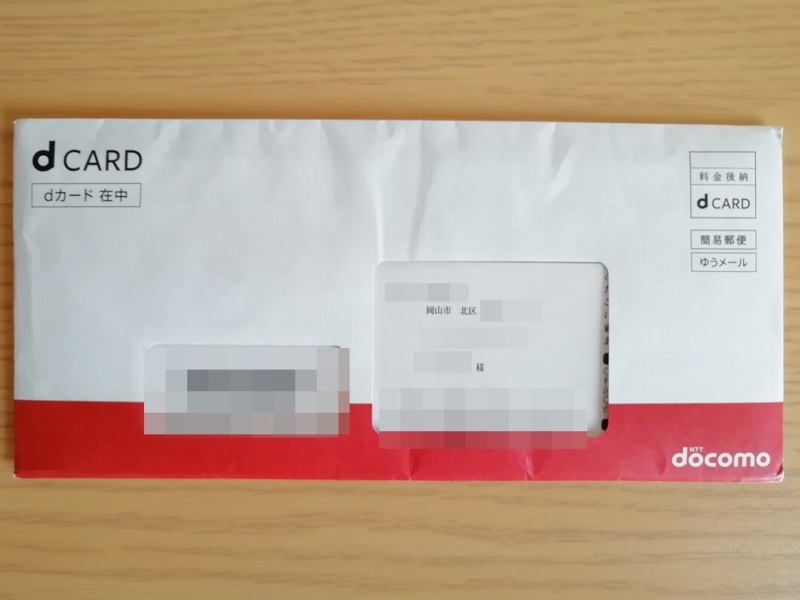 d CARD
dカード 在中
料金後納
d CARD
簡易郵便
ゆうメール
岡山市 北区
様
NTT
docomo